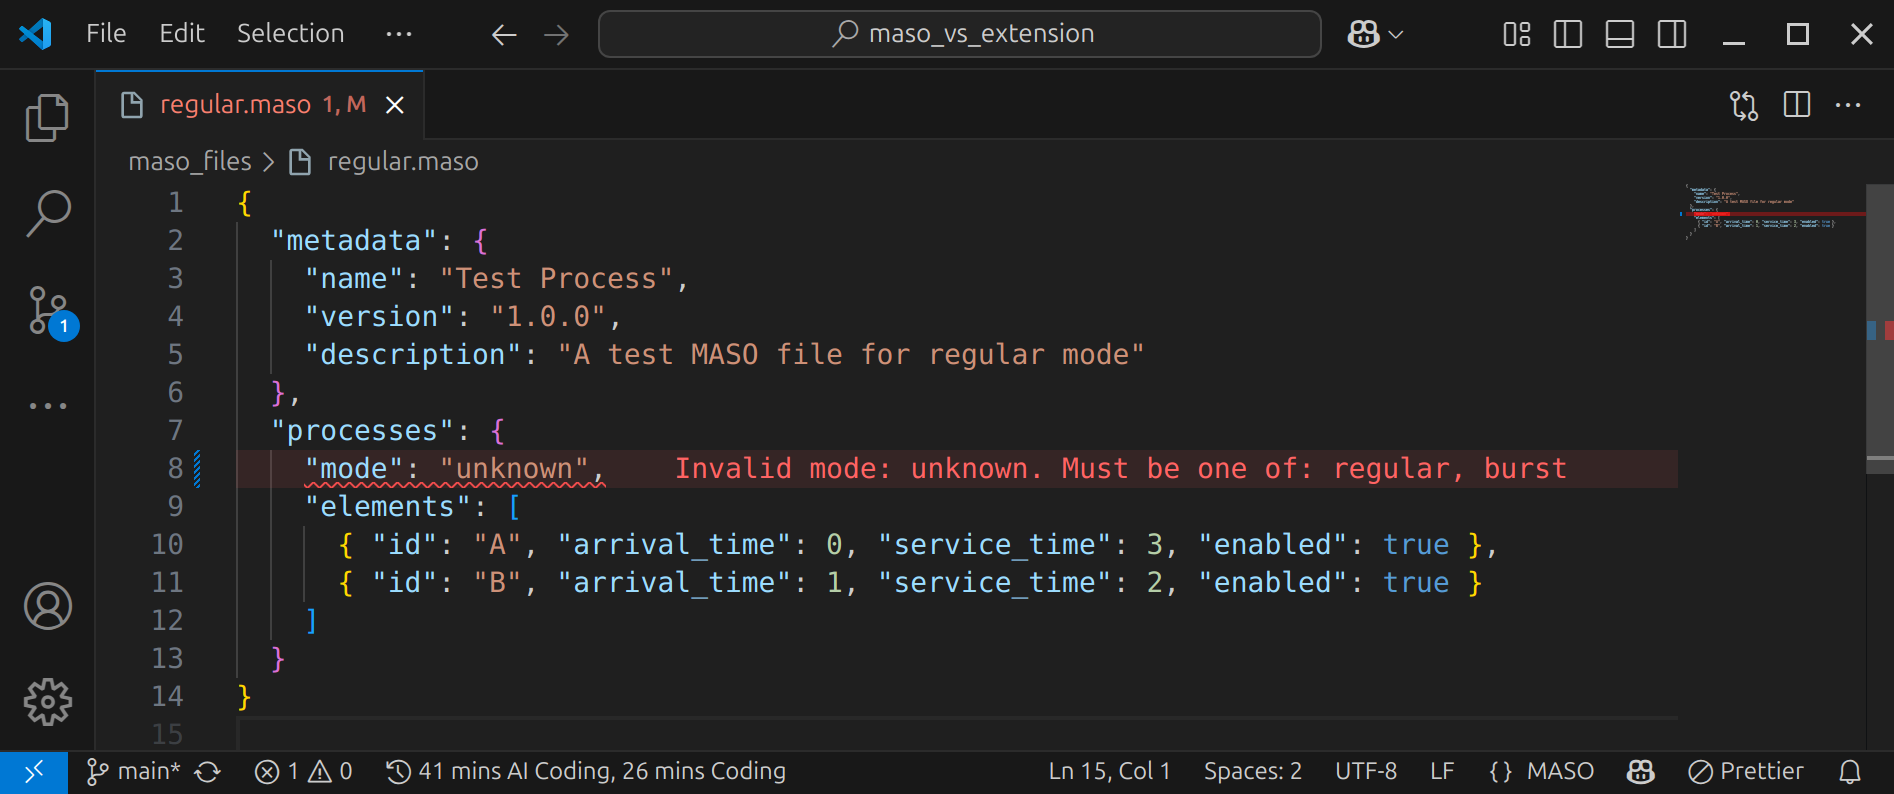 File Edit Selection ··· maso_vs_extension
regular.maso 1, M
maso_files > regular.maso
1 {
2 "metadata": {
3 "name": "Test Process",
4 "version": "1.0.0",
5 "description": "A test MASO file for regular mode"
6 },
7 "processes": {
8 "mode": "unknown", Invalid mode: unknown. Must be one of: regular, burst
9 "elements": [
10 { "id": "A", "arrival_time": 0, "service_time": 3, "enabled": true },
11 { "id": "B", "arrival_time": 1, "service_time": 2, "enabled": true }
12 ]
13 }
14 }
15
1
main* 1 0 41 mins AI Coding, 26 mins Coding Ln 15, Col 1 Spaces: 2 UTF-8 LF {} MASO Prettier